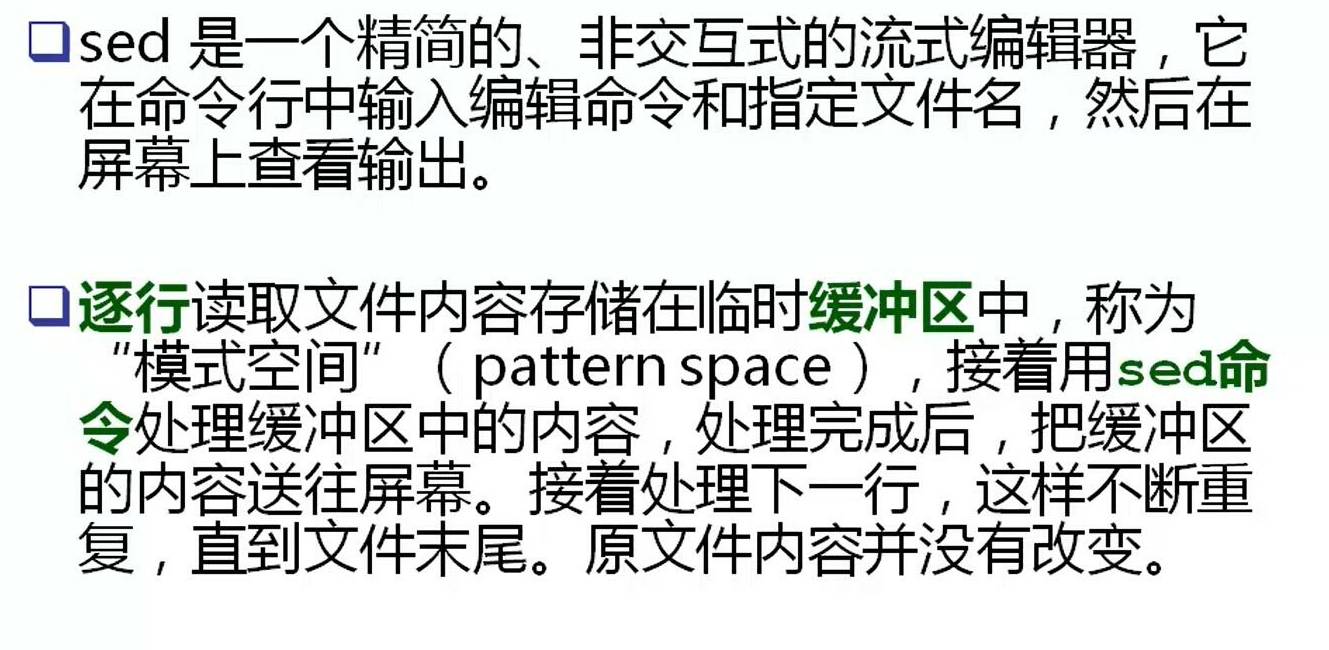 sed 是一个精简的、非交互式的流式编辑器，它
在命令行中输入编辑命令和指定文件名，然后在
屏幕上查看输出。
逐行读取文件内容存储在临时缓冲区中，称为
“模式空间”（pattern space），接着用sed命
令处理缓冲区中的内容，处理完成后，把缓冲区
的内容送往屏幕。接着处理下一行，这样不断重
复，直到文件末尾。原文件内容并没有改变。